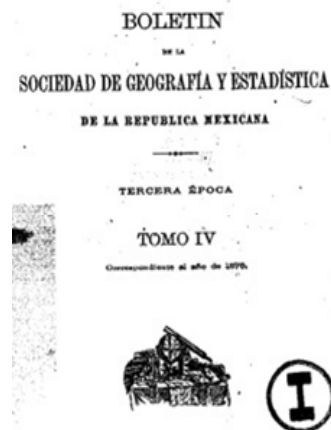 BOLETIN
DE LA
SOCIEDAD DE GEOGRAFÍA Y ESTADÍSTICA
DE LA REPUBLICA MEXICANA
TERCERA ÉPOCA
TOMO IV
Correspondiente al año de
I